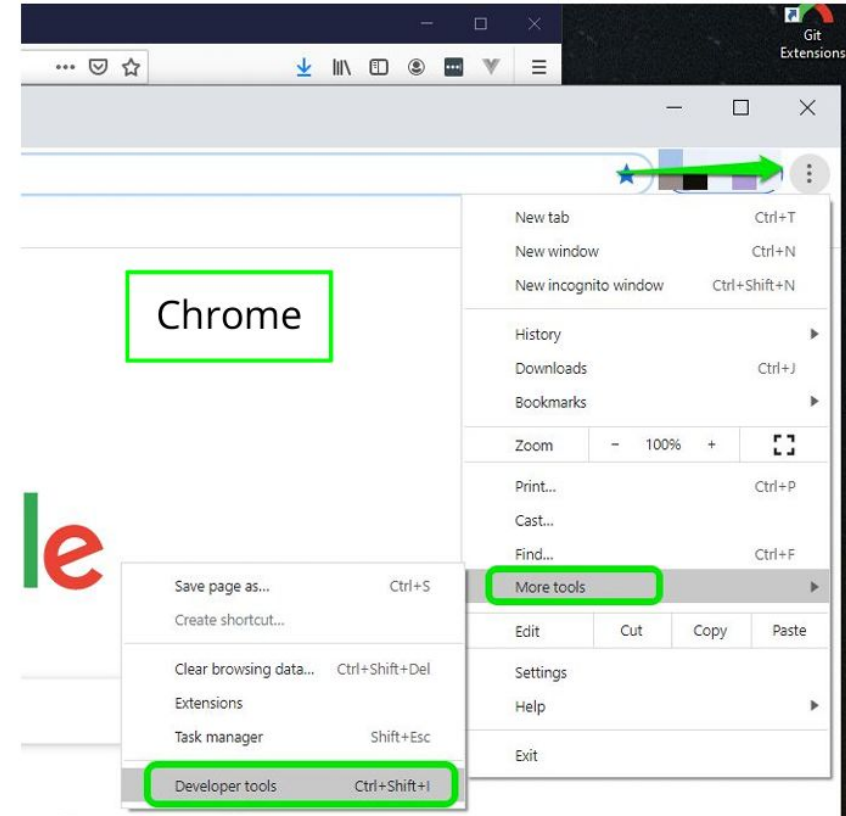 Git
Extensions
New tab Ctrl+T
New window Ctrl+N
New incognito window Ctrl+Shift+N
Chrome
History
Downloads Ctrl+J
Bookmarks
Zoom - 100% +
Print... Ctrl+P
Cast...
Find... Ctrl+F
More tools
Edit Cut Copy Paste
Settings
Help
Exit
le
Save page as... Ctrl+S
Create shortcut...
Clear browsing data... Ctrl+Shift+Del
Extensions
Task manager Shift+Esc
Developer tools Ctrl+Shift+I